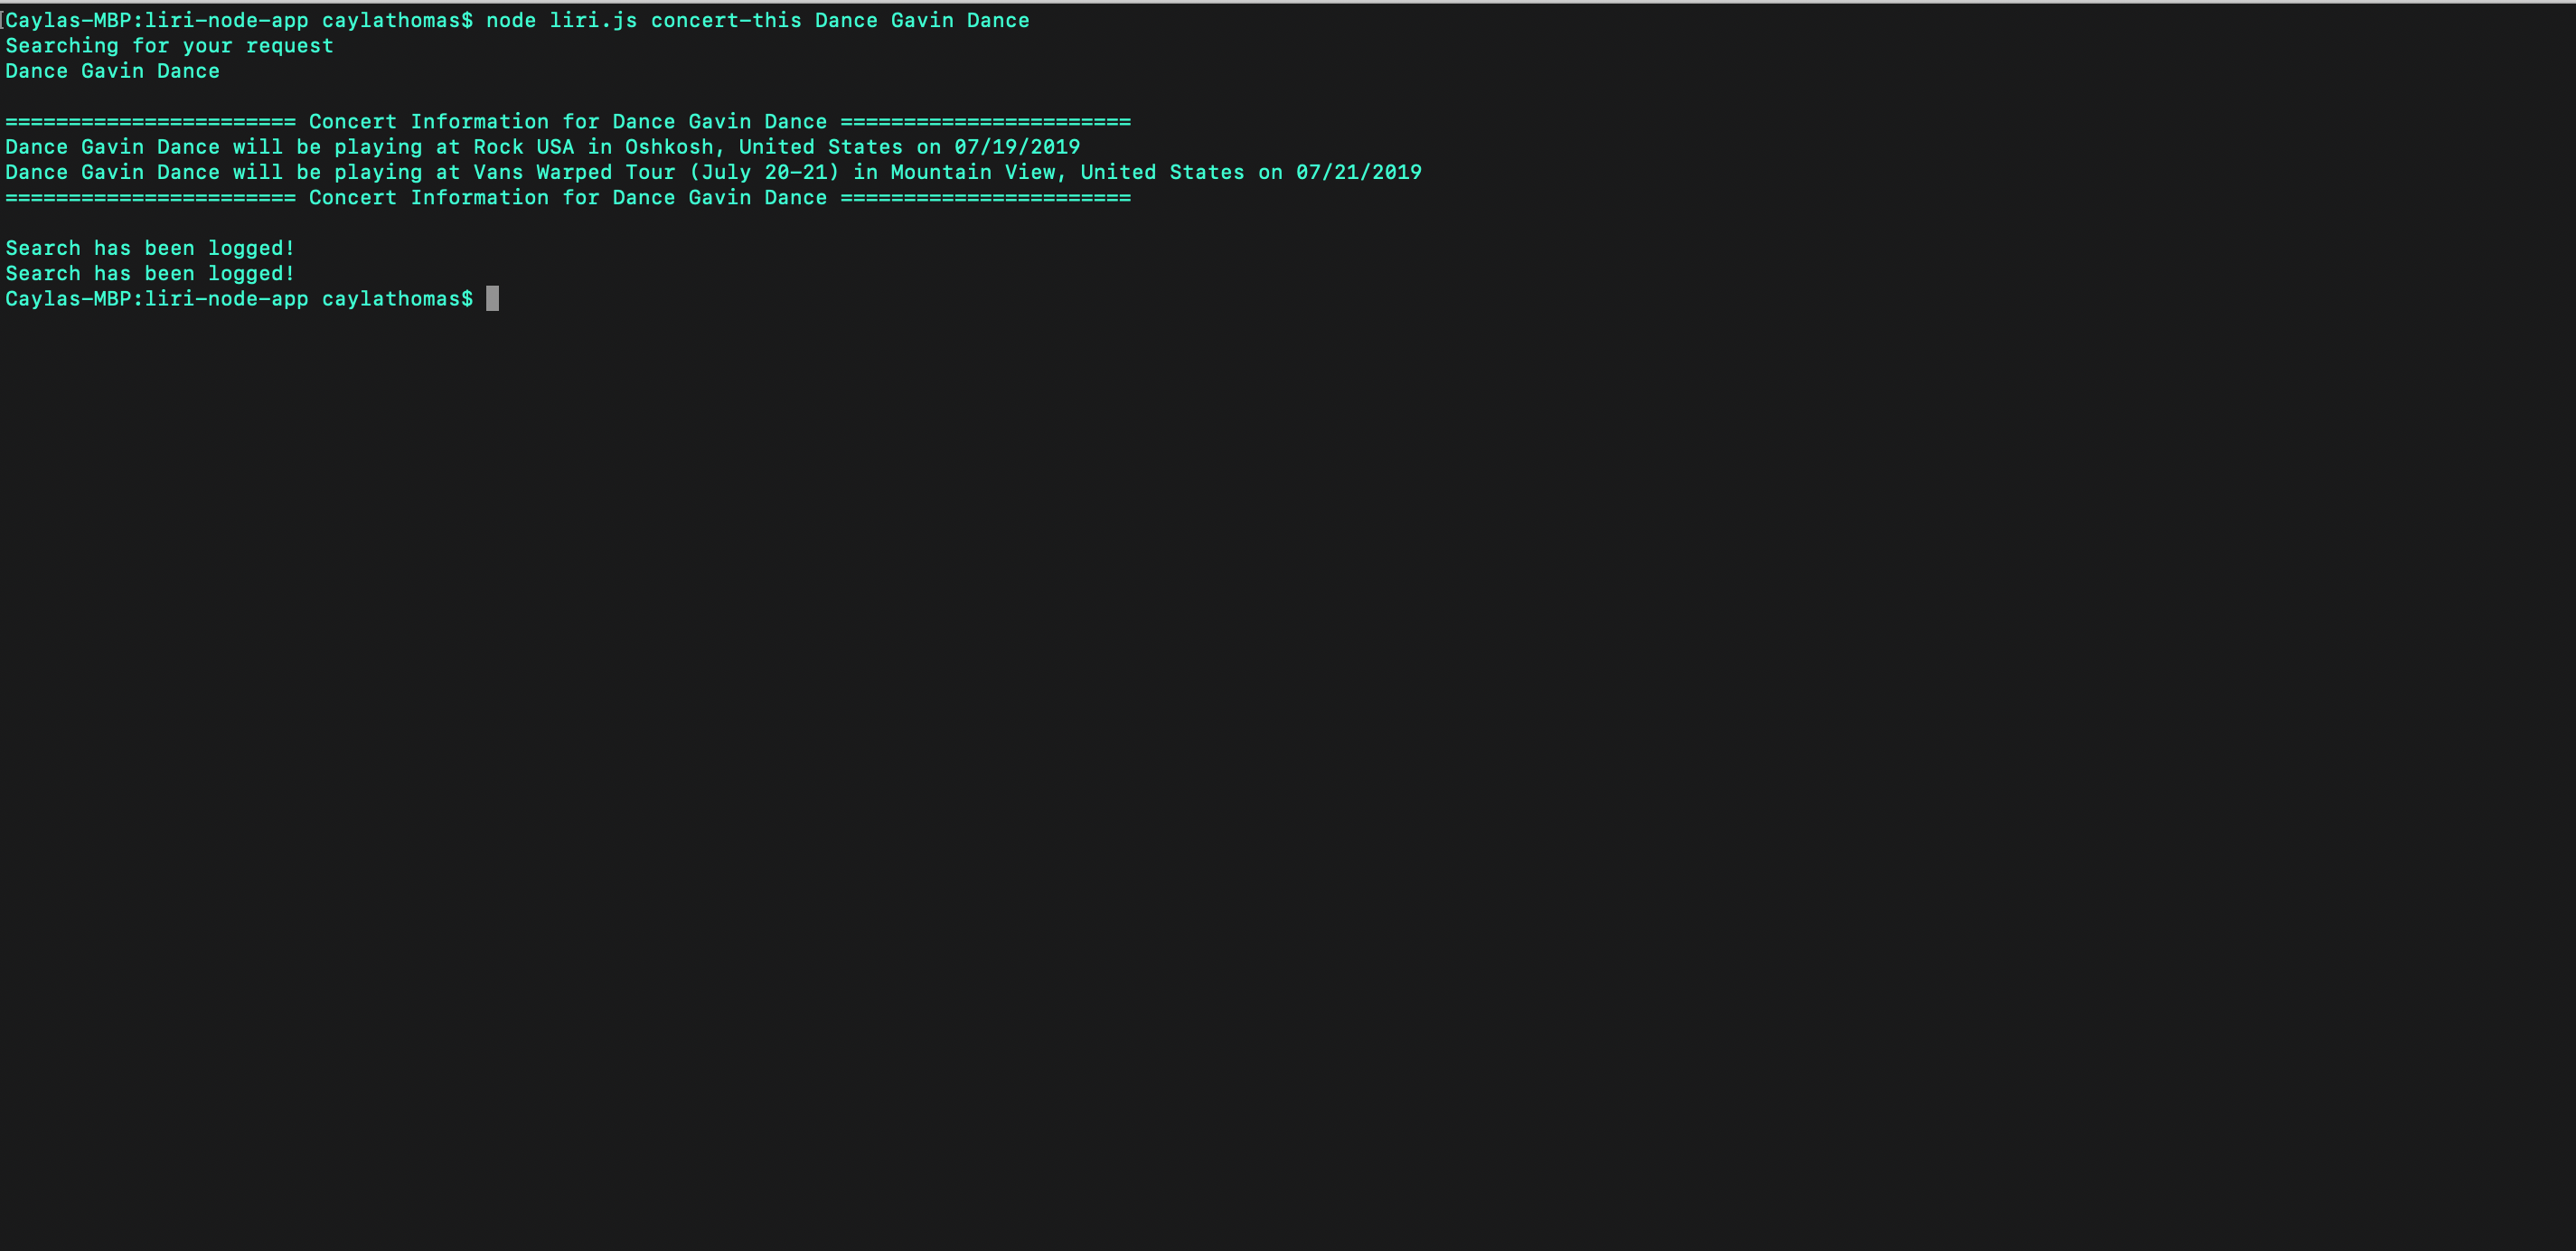 Caylas-MBP:liri-node-app caylathomas$ node liri.js concert-this Dance Gavin Dance
Searching for your request
Dance Gavin Dance
======================= Concert Information for Dance Gavin Dance =======================
Dance Gavin Dance will be playing at Rock USA in Oshkosh, United States on 07/19/2019
Dance Gavin Dance will be playing at Vans Warped Tour (July 20-21) in Mountain View, United States on 07/21/2019
======================= Concert Information for Dance Gavin Dance =======================
Search has been logged!
Search has been logged!
Caylas-MBP:liri-node-app caylathomas$